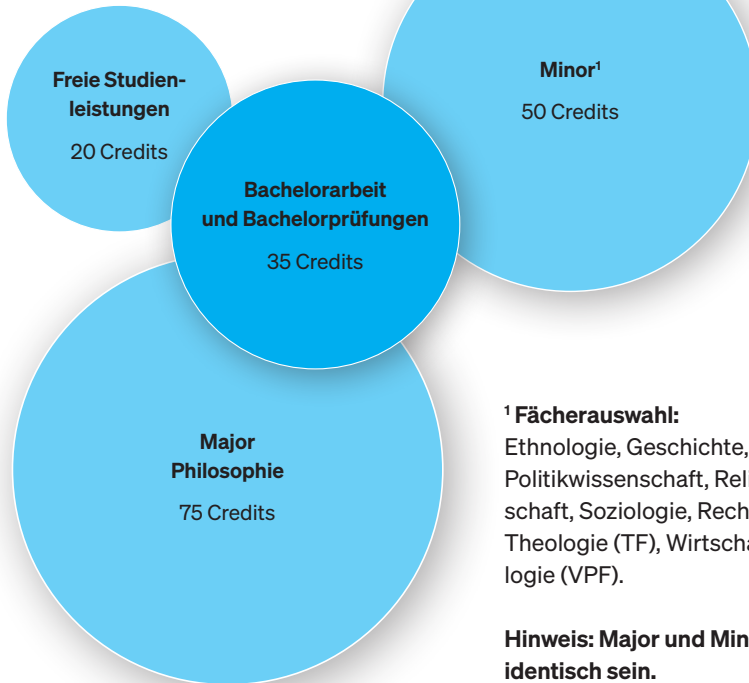 Freie Studien-
leistungen
20 Credits
Minor¹
50 Credits
Bachelorarbeit
und Bachelorprüfungen
35 Credits
Major
Philosophie
75 Credits
¹ Fächerauswahl:
Ethnologie, Geschichte,
Politikwissenschaft,
schaft, Soziologie,
Theologie (TF),
logie (VPF).
Hinweis: Major und
identisch sein.